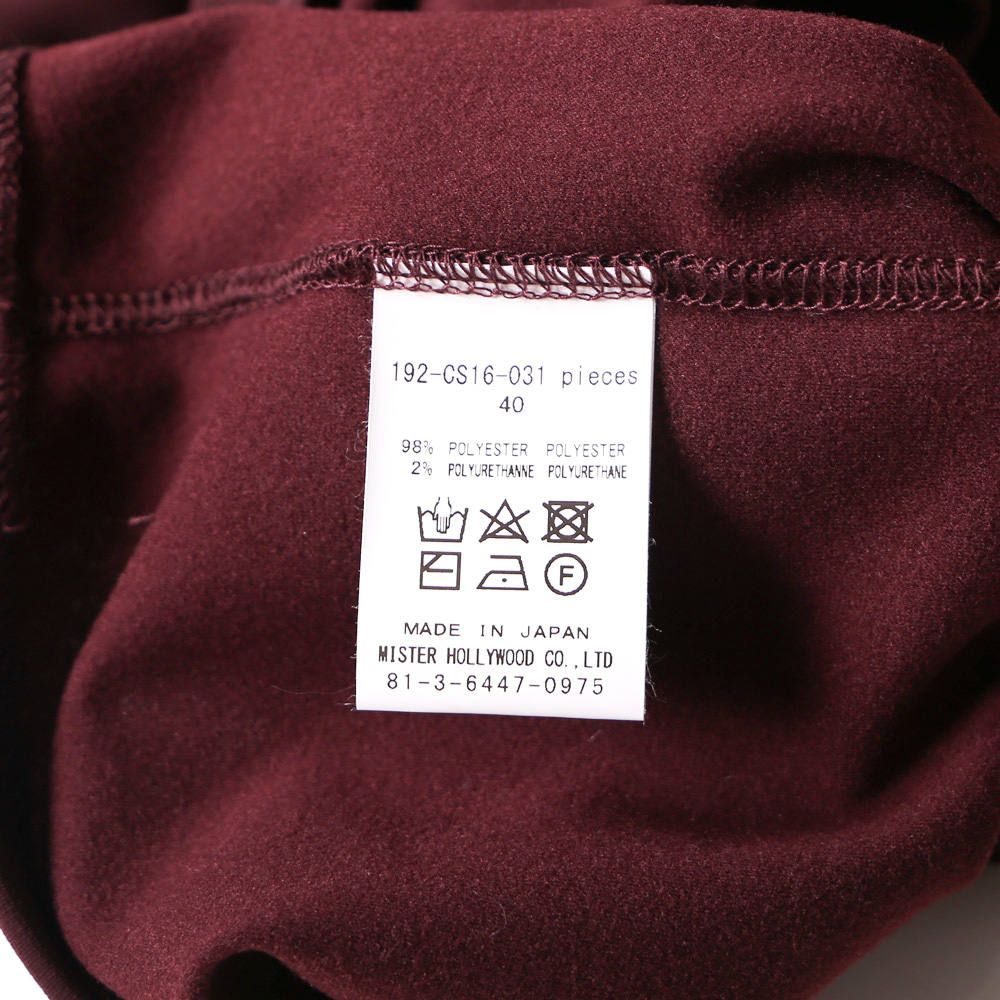 192-CS16-031 pieces
40
98% POLYESTER POLYESTER
2% POLYURETHANNE POLYURETHANE
F
MADE IN JAPAN
MISTER HOLLYWOOD CO.,LTD
81-3-6447-0975